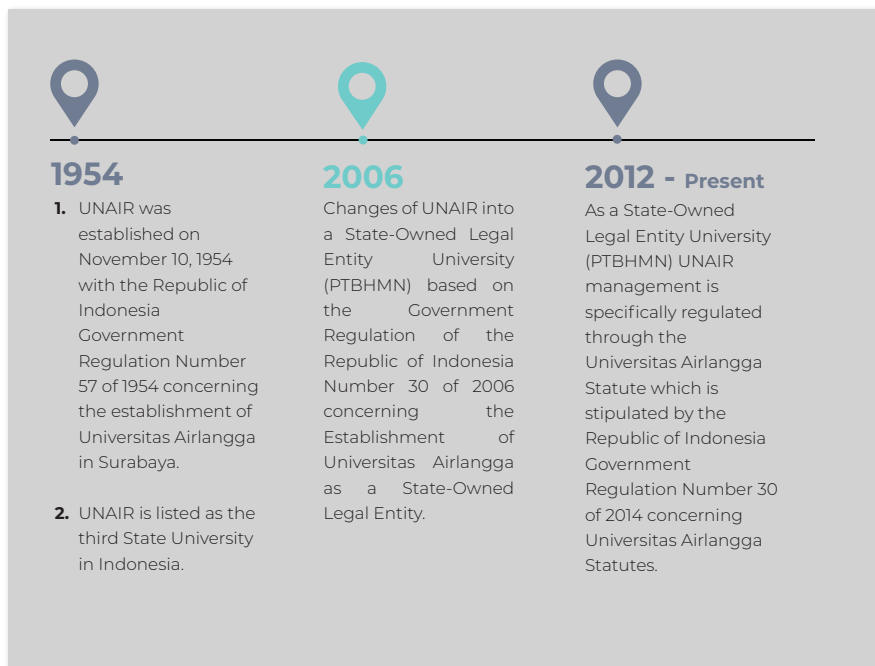 1954
1. UNAIR was
established on
November 10, 1954
with the Republic of
Indonesia
Government
Regulation Number
57 of 1954 concerning
the establishment of
Universitas Airlangga
in Surabaya.
2. UNAIR is listed as the
third State University
in Indonesia.
2006
Changes of UNAIR into
a State-Owned Legal
Entity University
(PTBHMN) based on
the Government
Regulation of the
Republic of Indonesia
Number 30 of 2006
concerning the
Establishment of
Universitas Airlangga
as a State-Owned
Legal Entity.
2012 - Present
As a State-Owned
Legal Entity University
(PTBHMN) UNAIR
management is
specifically regulated
through the
Universitas Airlangga
Statute which is
stipulated by the
Republic of Indonesia
Government
Regulation Number 30
of 2014 concerning
Universitas Airlangga
Statutes.